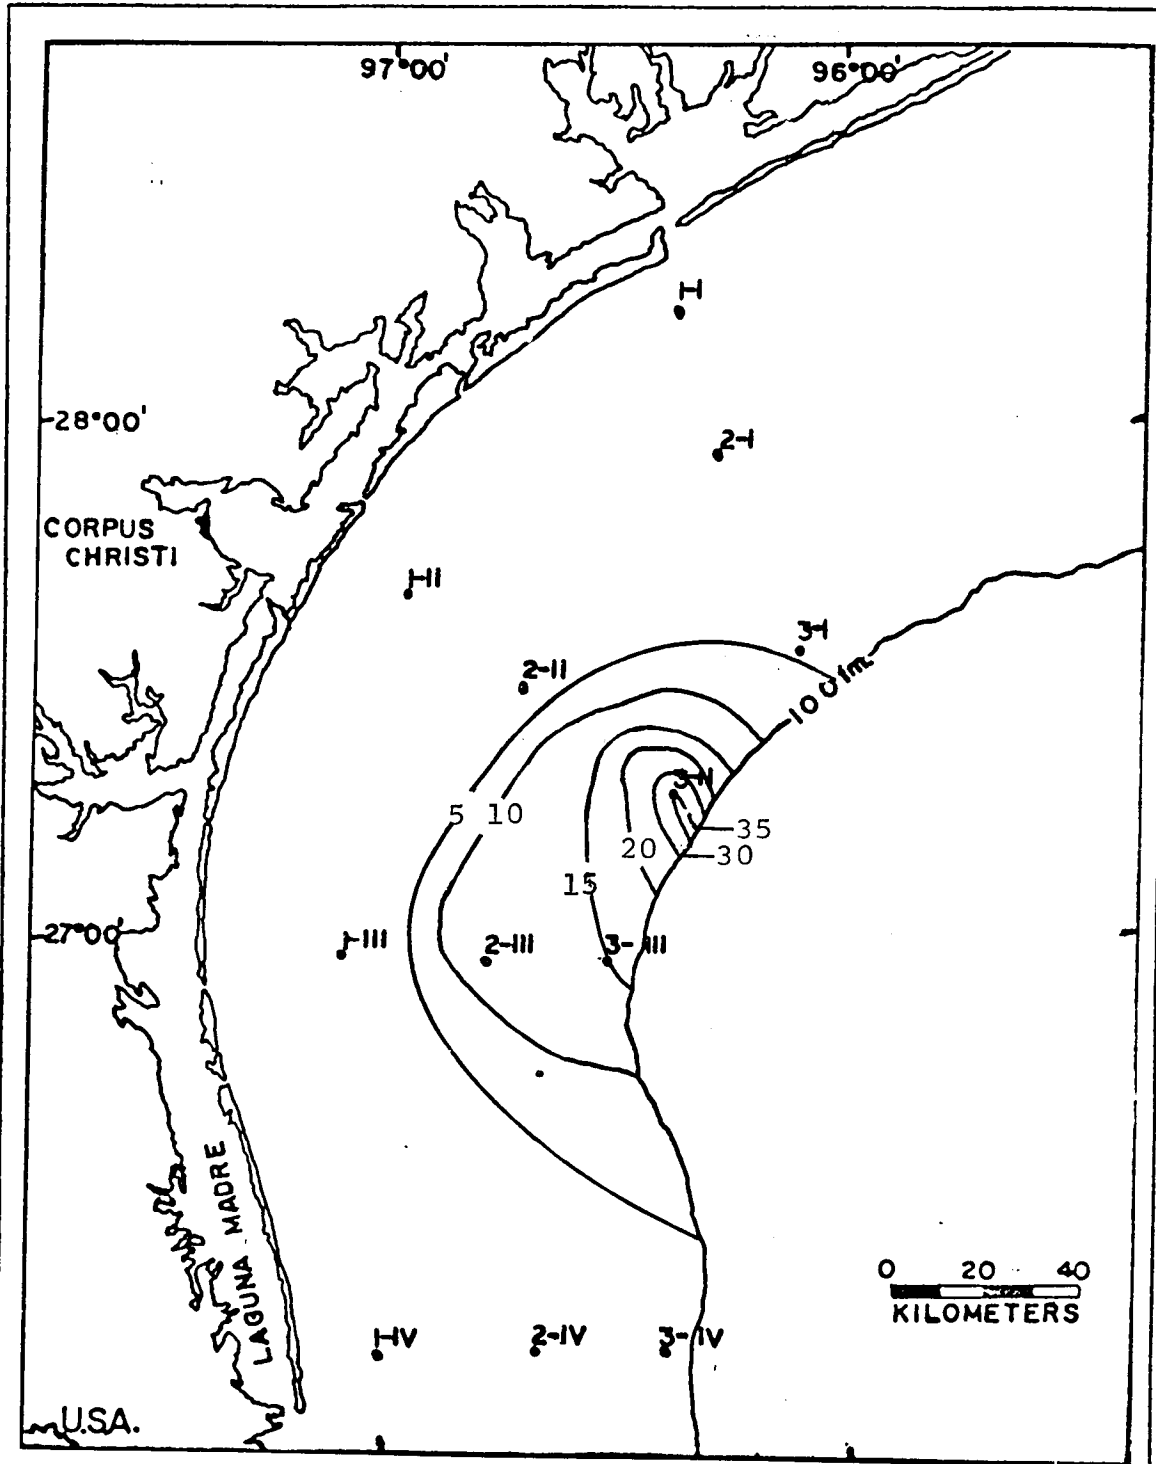 97°00' 96°00'
1-I
28°00'
2-I
CORPUS
CHRISTI
1-II
3-I
2-II
100 fm.
3-II
5 10
35
20
30
15
27°00'
1-III 2-III 3-III
LAGUNA MADRE
0 20 40
KILOMETERS
1-IV 2-IV 3-IV
U.S.A.